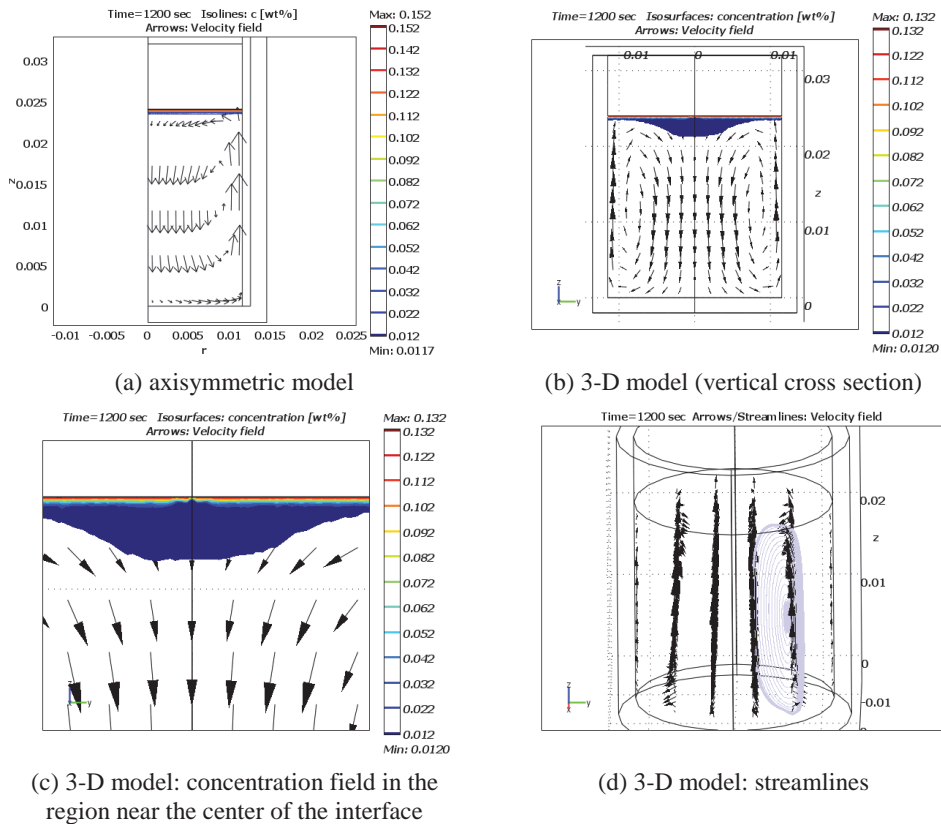 Time=1200 sec Isolines: c [wt%]
Arrows: Velocity field
Max: 0.152
0.152
0.142
0.132
0.122
0.112
0.102
0.092
0.082
0.072
0.062
0.052
0.042
0.032
0.022
0.012
Min: 0.0117
0.03
0.025
0.02
z
0.015
0.01
0.005
0
-0.01
-0.005
0
0.005
0.01
0.015
0.02
0.025
r
(a) axisymmetric model
Time=1200 sec Isosurfaces: concentration [wt%]
Arrows: Velocity field
Max: 0.132
0.132
0.122
0.112
0.102
0.092
0.082
0.072
0.062
0.052
0.042
0.032
0.022
0.012
Min: 0.0120
0.01
0
0.01
0.03
0.02
z
0.01
0
z
x
y
(b) 3-D model (vertical cross section)
Time=1200 sec Isosurfaces: concentration [wt%]
Arrows: Velocity field
Max: 0.132
0.132
0.122
0.112
0.102
0.092
0.082
0.072
0.062
0.052
0.042
0.032
0.022
0.012
Min: 0.0120
z
x
y
(c) 3-D model: concentration field in the
region near the center of the interface
Time=1200 sec Arrows/Streamlines: Velocity field
0.02
z
0.01
0
-0.01
z
x
y
(d) 3-D model: streamlines